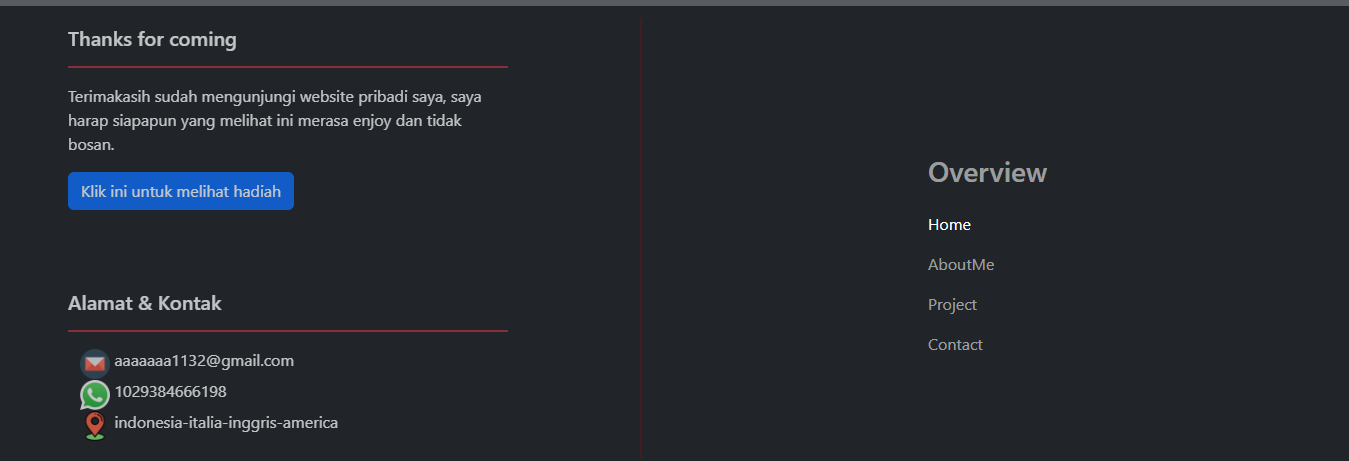 Thanks for coming
Terimakasih sudah mengunjungi website pribadi saya, saya
harap siapapun yang melihat ini merasa enjoy dan tidak
bosan.
Klik ini untuk melihat hadiah
Alamat & Kontak
aaaaaaa1132@gmail.com
1029384666198
indonesia-italia-inggris-america
Overview
Home
AboutMe
Project
Contact